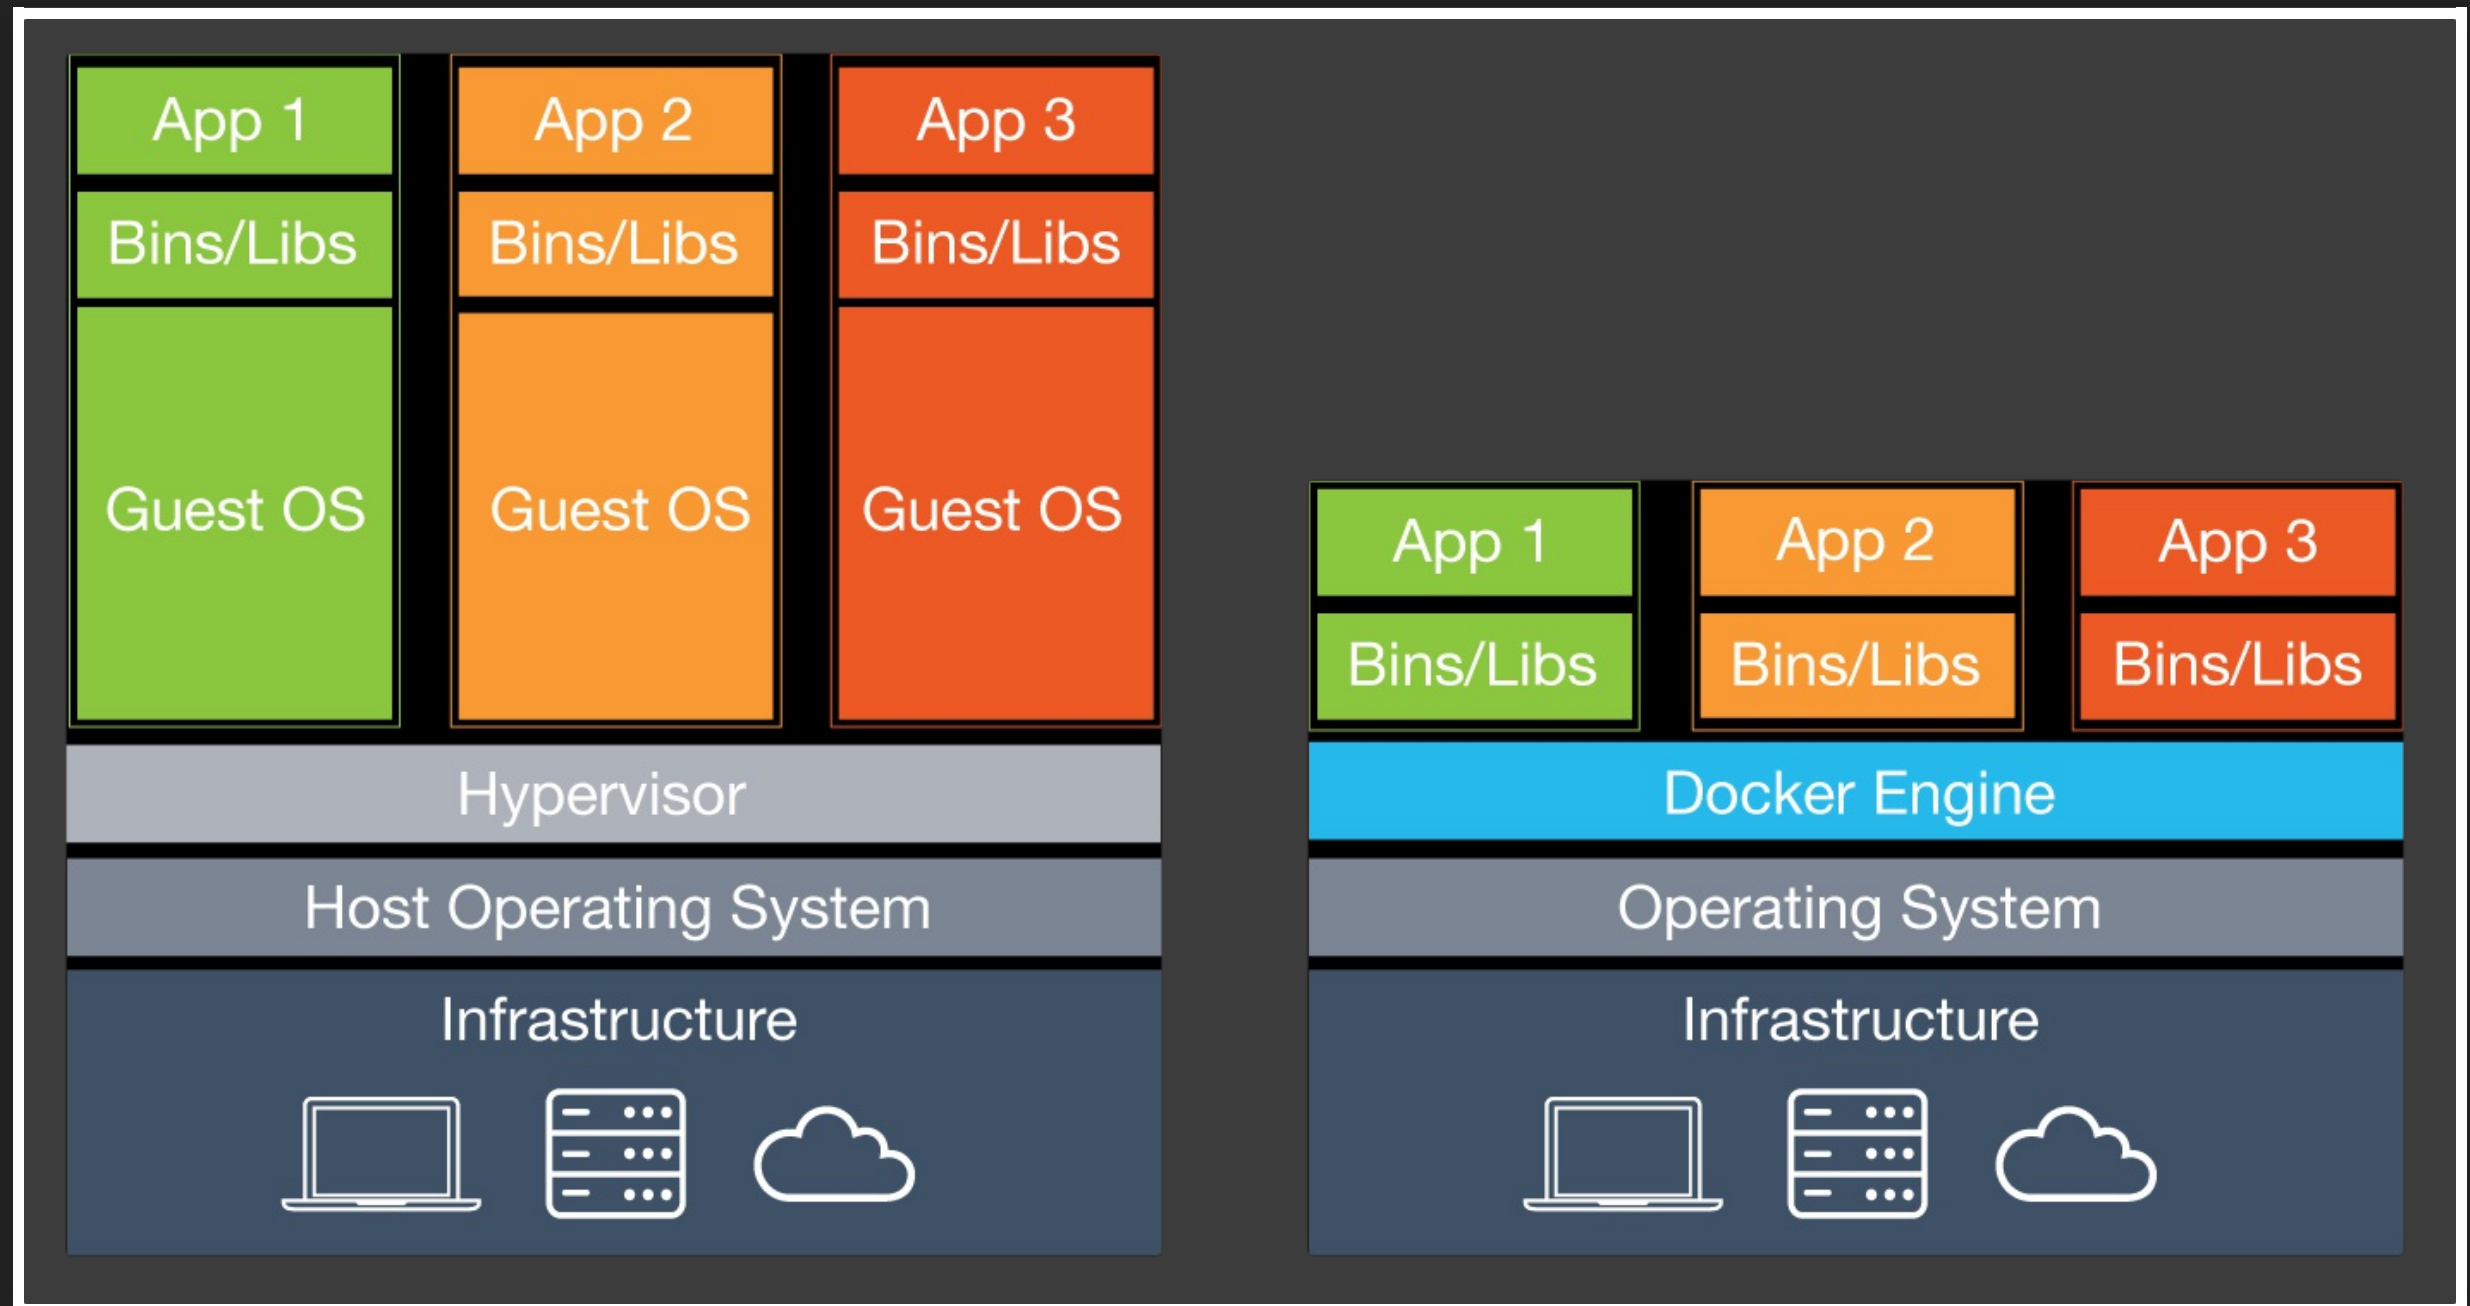 App 1
App 2
App 3
Bins/Libs
Bins/Libs
Bins/Libs
Guest OS
Guest OS
Guest OS
Hypervisor
Host Operating System
Infrastructure
App 1
App 2
App 3
Bins/Libs
Bins/Libs
Bins/Libs
Docker Engine
Operating System
Infrastructure